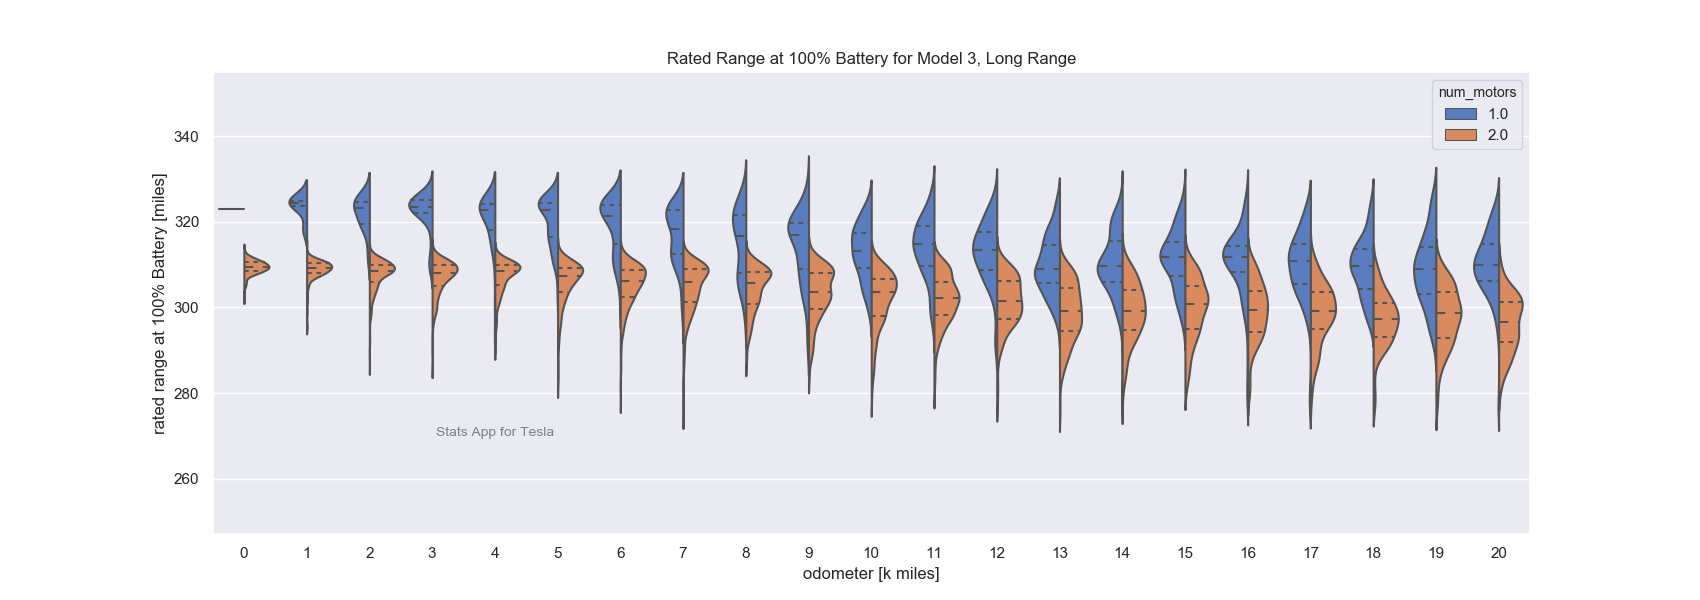 Rated Range at 100% Battery for Model 3, Long Range
rated range at 100% Battery [miles]
340
320
300
280
260
num_motors
1.0
2.0
Stats App for Tesla
0 1 2 3 4 5 6 7 8 9 10 11 12 13 14 15 16 17 18 19 20
odometer [k miles]